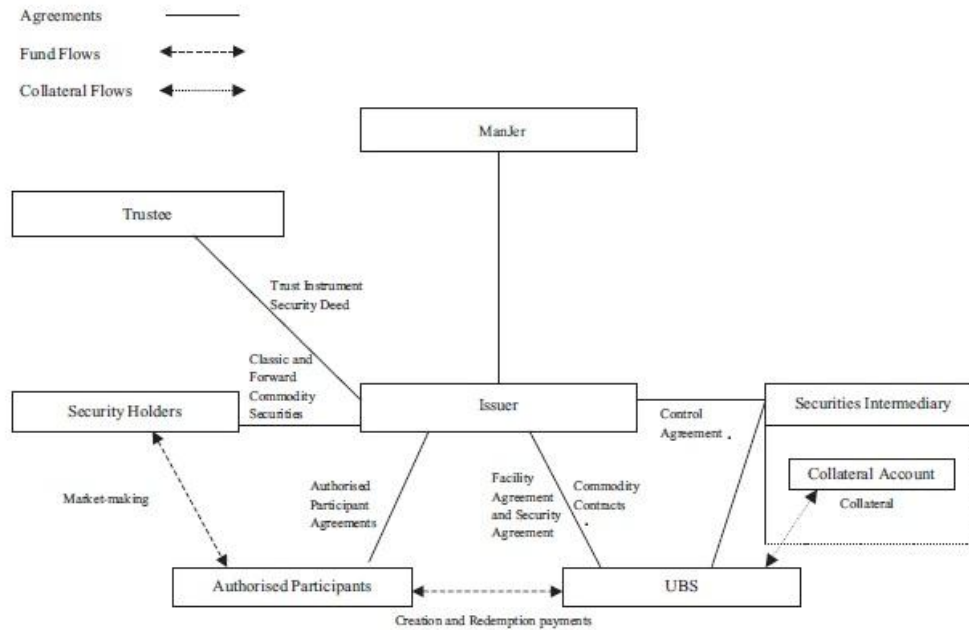 Agreements
Fund Flows
Collateral Flows
ManJer
Trustee
Trust Instrument
Security Deed
Classic and
Forward
Commodity
Securities
Security Holders
Issuer
Securities Intermediary
Control
Agreement .
Collateral Account
Collateral
Market-making
Authorised
Participant
Agreements
Facility
Agreement
and Security
Agreement
Commodity
Contracts
.
Authorised Participants
UBS
Creation and Redemption payments